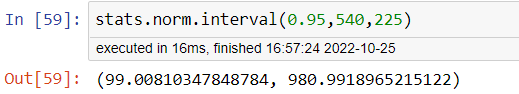 In [59]: stats.norm.interval(0.95,540,225)
executed in 16ms, finished 16:57:24 2022-10-25
Out[59]: (99.00810347848784, 980.9918965215122)